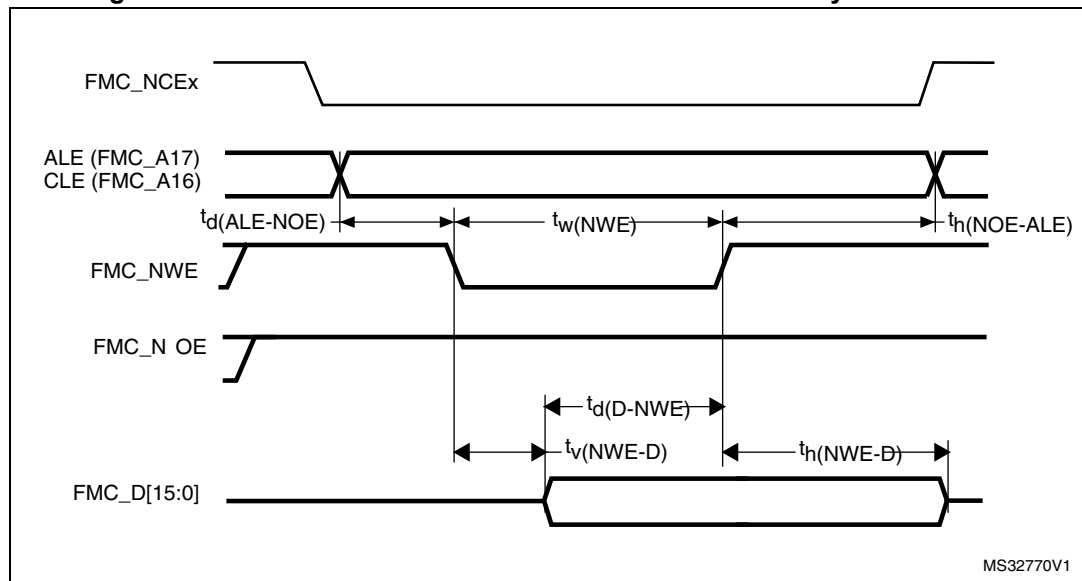 FMC_NCEx
ALE (FMC_A17)
CLE (FMC_A16)
td(ALE-NOE) tw(NWE) th(NOE-ALE)
FMC_NWE
FMC_N OE
td(D-NWE)
tv(NWE-D) th(NWE-D)
FMC_D[15:0]
MS32770V1